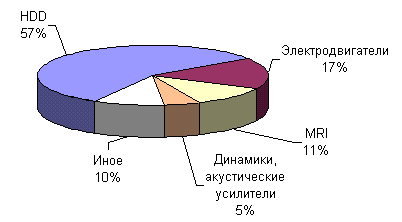 HDD
57%
Электродвигатели
17%
MRI
11%
Динамики,
акустические
усилители
5%
Иное
10%